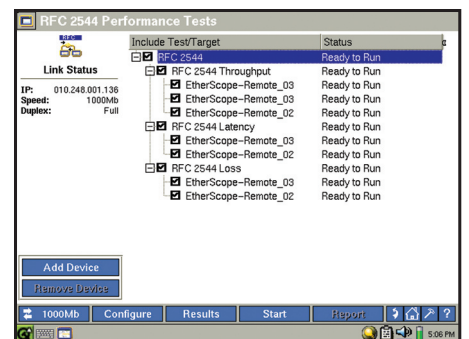 RFC 2544 Performance Tests
RFC
Link Status
IP: 010.248.001.136
Speed: 1000Mb
Duplex: Full
Include Test/Target Status
RFC 2544 Ready to Run
RFC 2544 Throughput Ready to Run
EtherScope-Remote_03 Ready to Run
EtherScope-Remote_03 Ready to Run
EtherScope-Remote_02 Ready to Run
RFC 2544 Latency Ready to Run
EtherScope-Remote_03 Ready to Run
EtherScope-Remote_02 Ready to Run
RFC 2544 Loss Ready to Run
EtherScope-Remote_03 Ready to Run
EtherScope-Remote_02 Ready to Run
Add Device
Remove Device
1000Mb Configure Results Start Report ?
5:06 PM